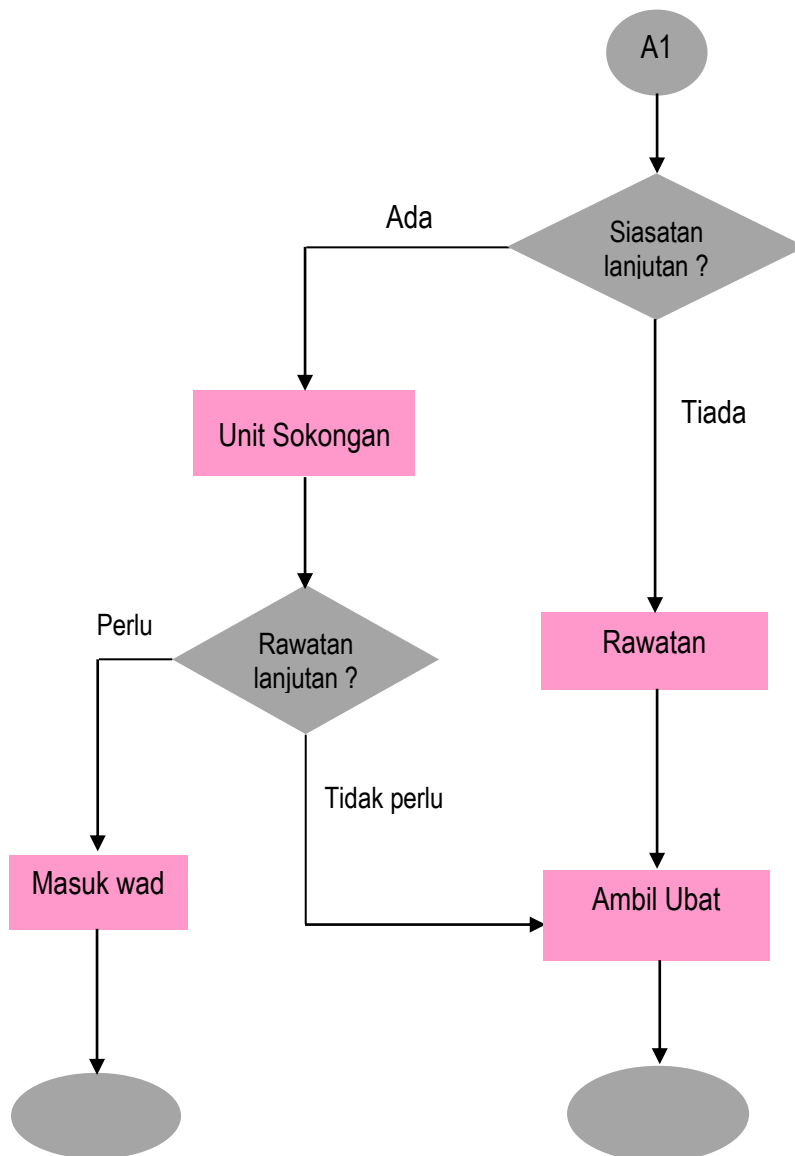 A1
Siasatan
lanjutan ?
Ada
Tiada
Unit Sokongan
Perlu
Rawatan
lanjutan ?
Rawatan
Tidak perlu
Masuk wad
Ambil Ubat